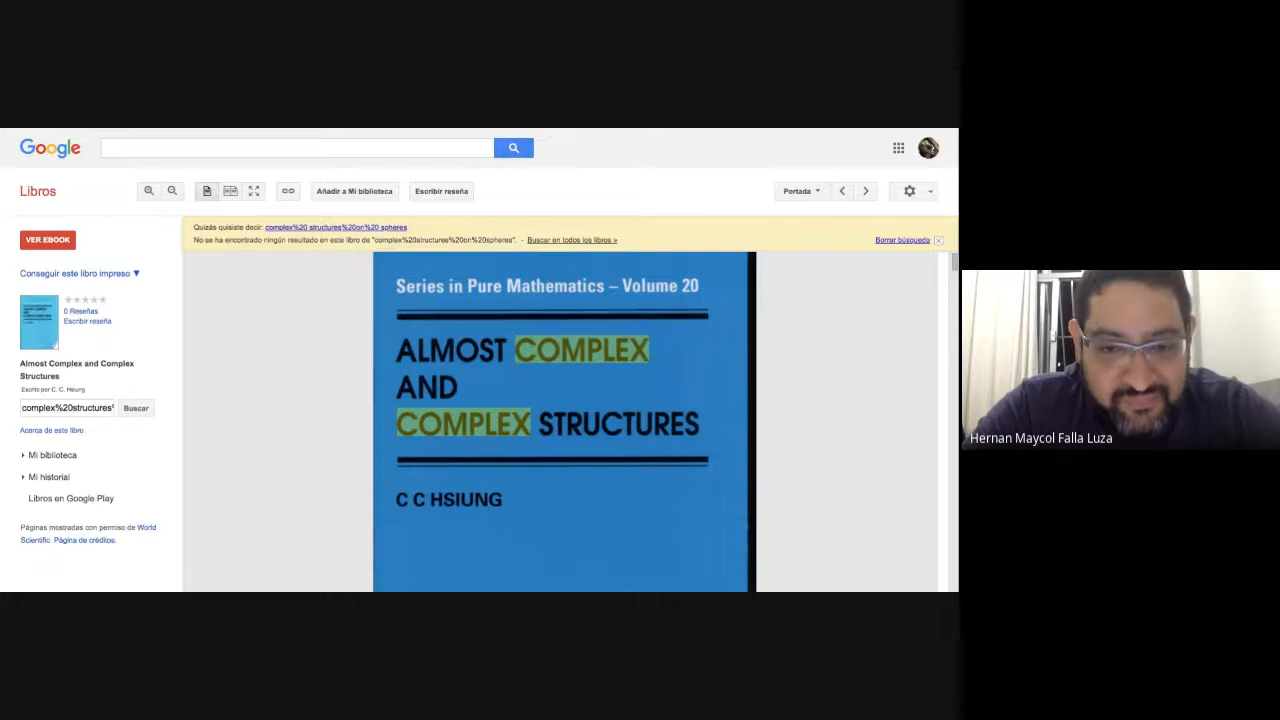 Google
Libros
Añadir a Mi biblioteca
Escribir reseña
Portada
Quizás quisiste decir: complex%20 structures%20on%20 spheres
No se ha encontrado ningún resultado en este libro de "complex%20structures%20on%20spheres". - Buscar en todos los libros »
Borrar búsqueda
VER EBOOK
Conseguir este libro impreso
0 Reseñas
Escribir reseña
Almost Complex and Complex
Structures
Escrito por C. C. Hsiung
complex%20structures%
Buscar
Acerca de este libro
Mi biblioteca
Mi historial
Libros en Google Play
Páginas mostradas con permiso de World
Scientific. Página de créditos.
Series in Pure Mathematics – Volume 20
ALMOST COMPLEX
AND
COMPLEX STRUCTURES
C C HSIUNG
Hernan Maycol Falla Luza